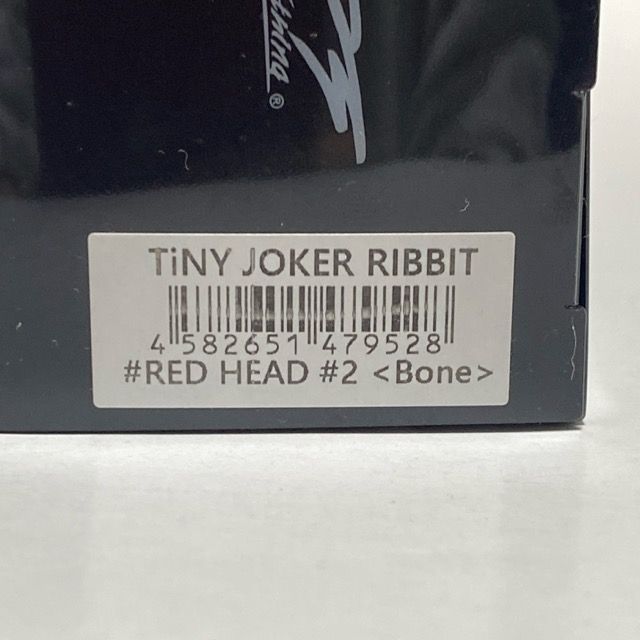 TiNY JOKER RIBBIT
4 582651 479528
#RED HEAD #2 <Bone>